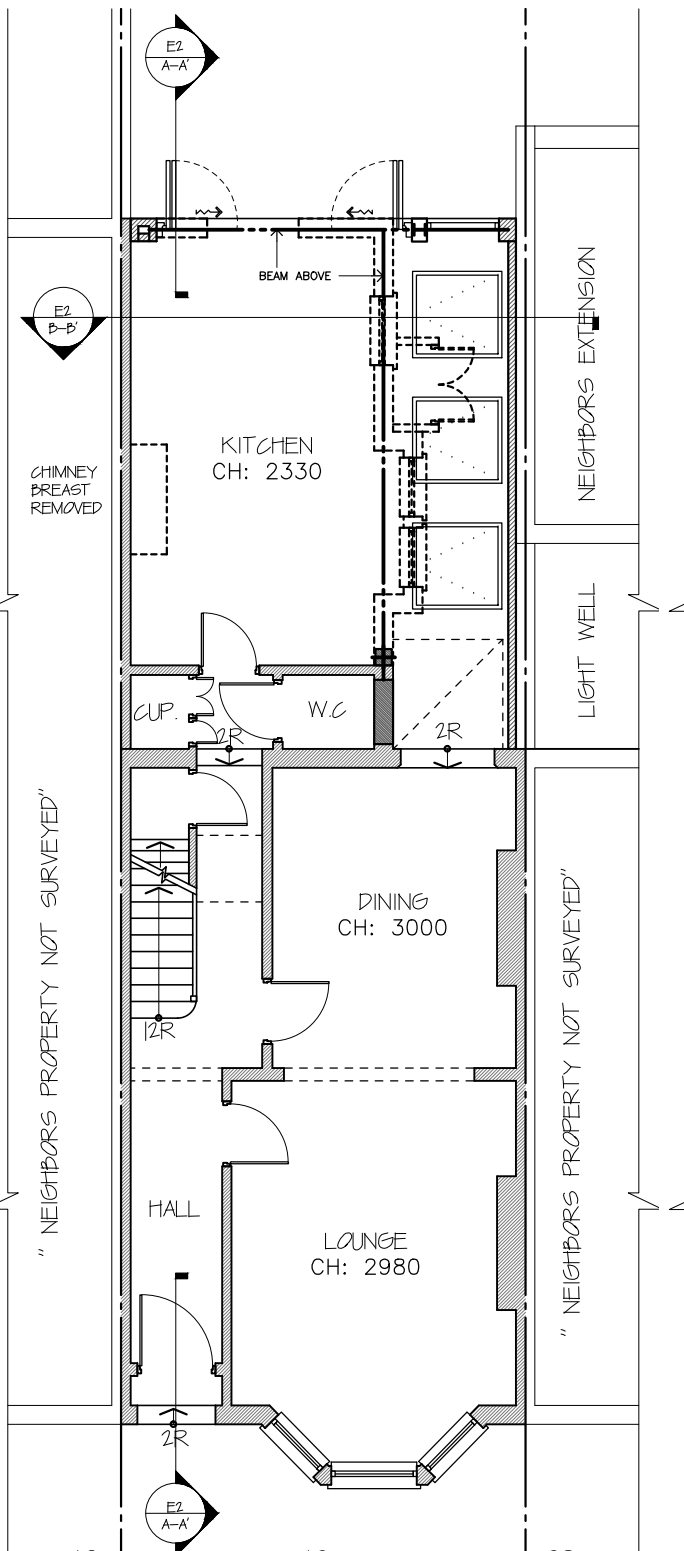 E2
A-A'
BEAM ABOVE
E2
B-B'
NEIGHBORS EXTENSION
KITCHEN
CH: 2330
CHIMNEY
BREAST
REMOVED
LIGHT WELL
CUP.
W.C
2R
2R
" NEIGHBORS PROPERTY NOT SURVEYED"
DINING
CH: 3000
" NEIGHBORS PROPERTY NOT SURVEYED"
12R
HALL
LOUNGE
CH: 2980
2R
E2
A-A'